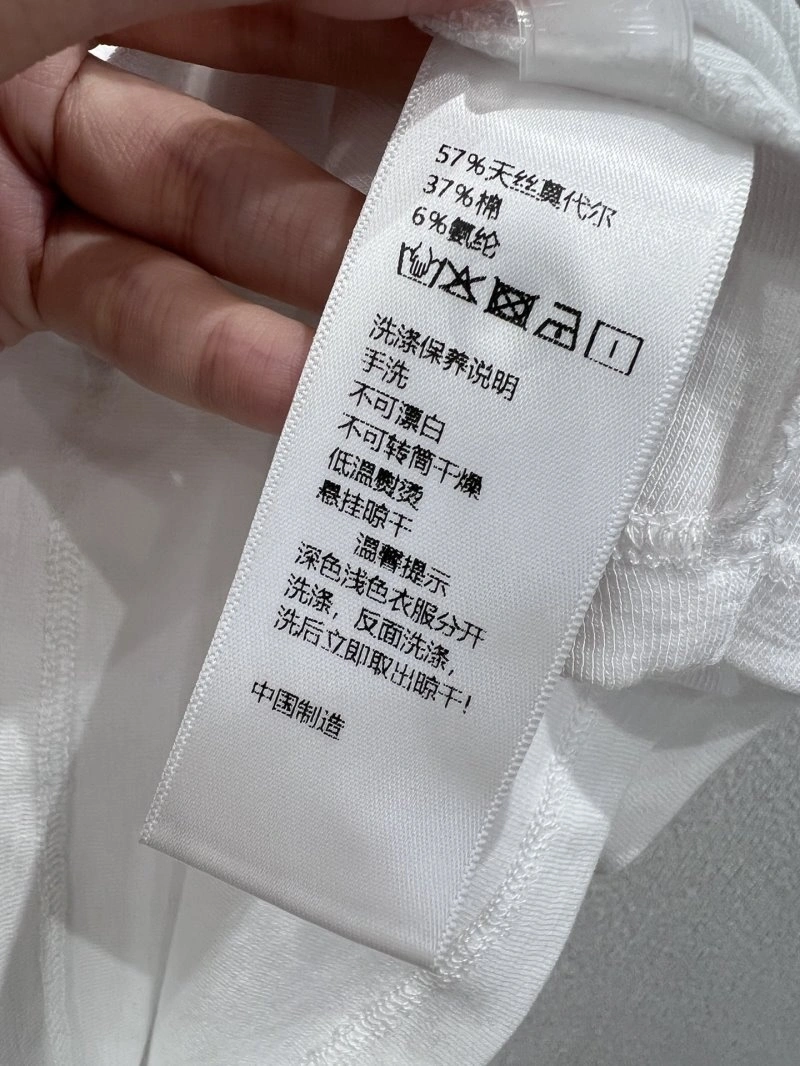 57%天丝莫代尔
37%棉
6%氨纶
洗涤保养说明
手洗
不可漂白
不可转筒干燥
低温熨烫
悬挂晾干
温馨提示
深色浅色衣服分开
洗涤，反面洗涤，
洗后立即取出晾干！
中国制造